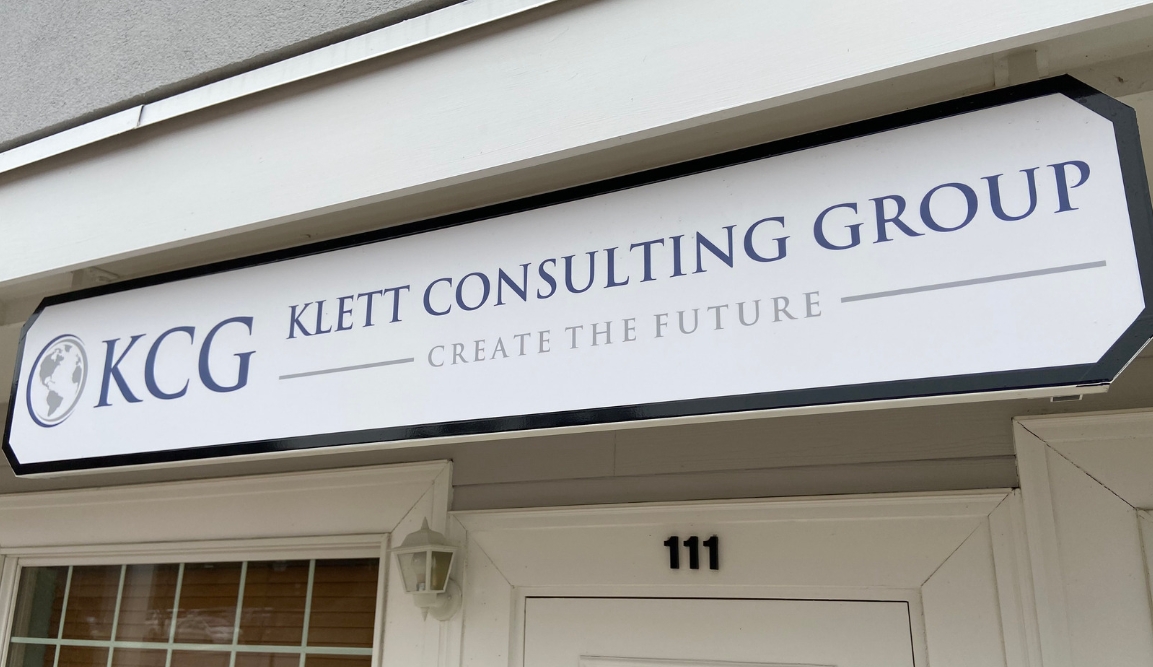 KCG
KLETT CONSULTING GROUP
CREATE THE FUTURE
111